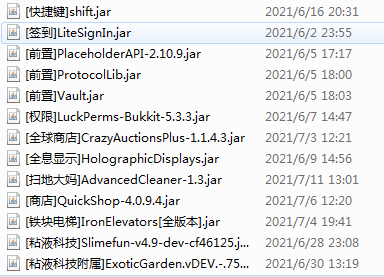 [快捷键]shift.jar 2021/6/16 20:31
[签到]LiteSignIn.jar 2021/6/2 23:55
[前置]PlaceholderAPI-2.10.9.jar 2021/6/5 17:17
[前置]ProtocolLib.jar 2021/6/5 18:00
[前置]Vault.jar 2021/6/5 18:03
[权限]LuckPerms-Bukkit-5.3.3.jar 2021/6/7 14:47
[全球商店]CrazyAuctionsPlus-1.1.4.3.jar 2021/7/3 12:21
[全息显示]HolographicDisplays.jar 2021/6/9 14:56
[扫地大妈]AdvancedCleaner-1.3.jar 2021/7/11 13:01
[商店]QuickShop-4.0.9.4.jar 2021/7/6 12:20
[铁块电梯]IronElevators[全版本].jar 2021/7/4 19:41
[粘液科技]Slimefun-v4.9-dev-cf46125.j... 2021/6/28 23:08
[粘液科技附属]ExoticGarden.vDEV.-.75... 2021/6/30 13:19